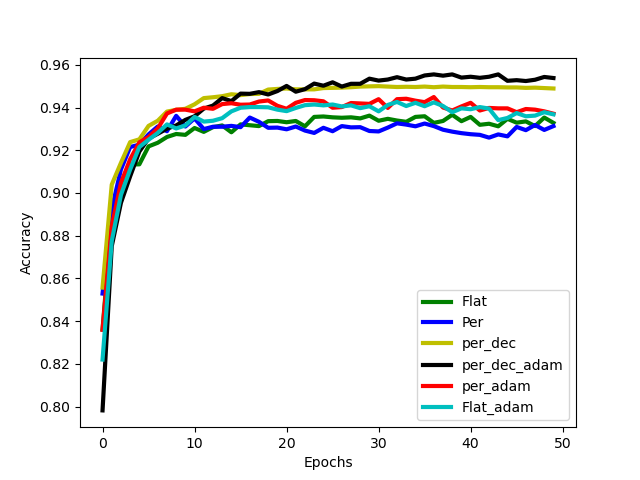 0.96
0.94
0.92
0.90
0.88
0.86
0.84
0.82
0.80
Accuracy
0 10 20 30 40 50
Epochs
Flat
Per
per_dec
per_dec_adam
per_adam
Flat_adam